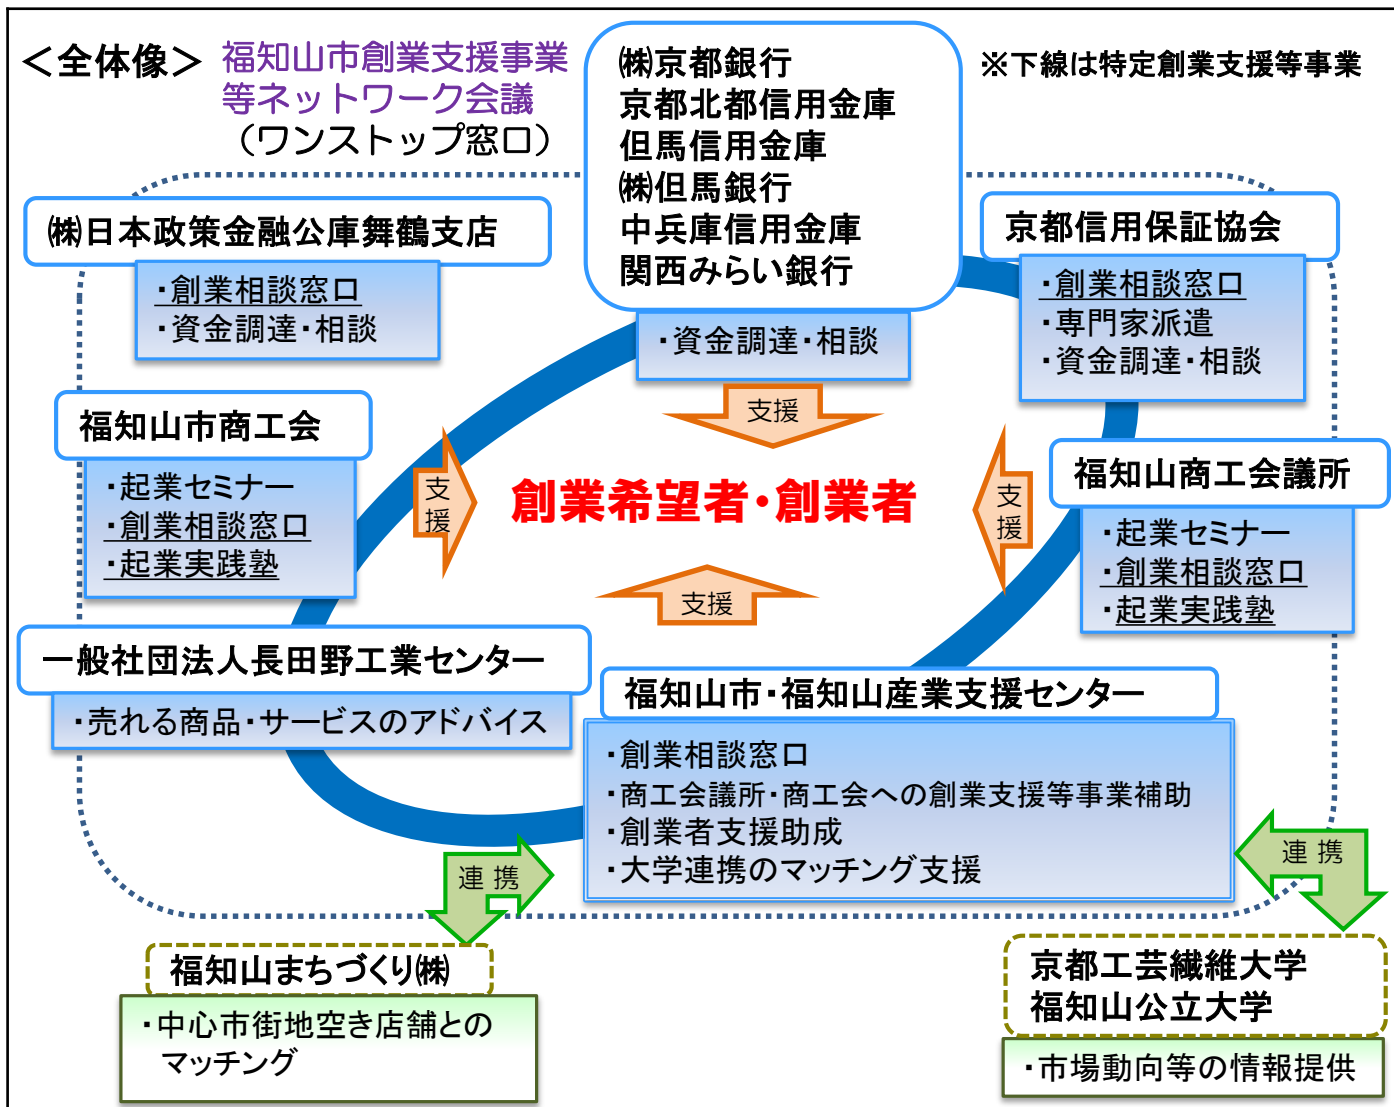 ＜全体像＞
福知山市創業支援事業
等ネットワーク会議
（ワンストップ窓口）
㈱京都銀行
京都北都信用金庫
但馬信用金庫
㈱但馬銀行
中兵庫信用金庫
関西みらい銀行
・資金調達・相談
※下線は特定創業支援等事業
㈱日本政策金融公庫舞鶴支店
・創業相談窓口
・資金調達・相談
京都信用保証協会
・創業相談窓口
・専門家派遣
・資金調達・相談
支援
福知山市商工会
・起業セミナー
・創業相談窓口
・起業実践塾
支
援
創業希望者・創業者
支
援
福知山商工会議所
・起業セミナー
・創業相談窓口
・起業実践塾
支援
一般社団法人長田野工業センター
・売れる商品・サービスのアドバイス
福知山市・福知山産業支援センター
・創業相談窓口
・商工会議所・商工会への創業支援等事業補助
・創業者支援助成
・大学連携のマッチング支援
連 携
連 携
福知山まちづくり㈱
・中心市街地空き店舗との
マッチング
京都工芸繊維大学
福知山公立大学
・市場動向等の情報提供